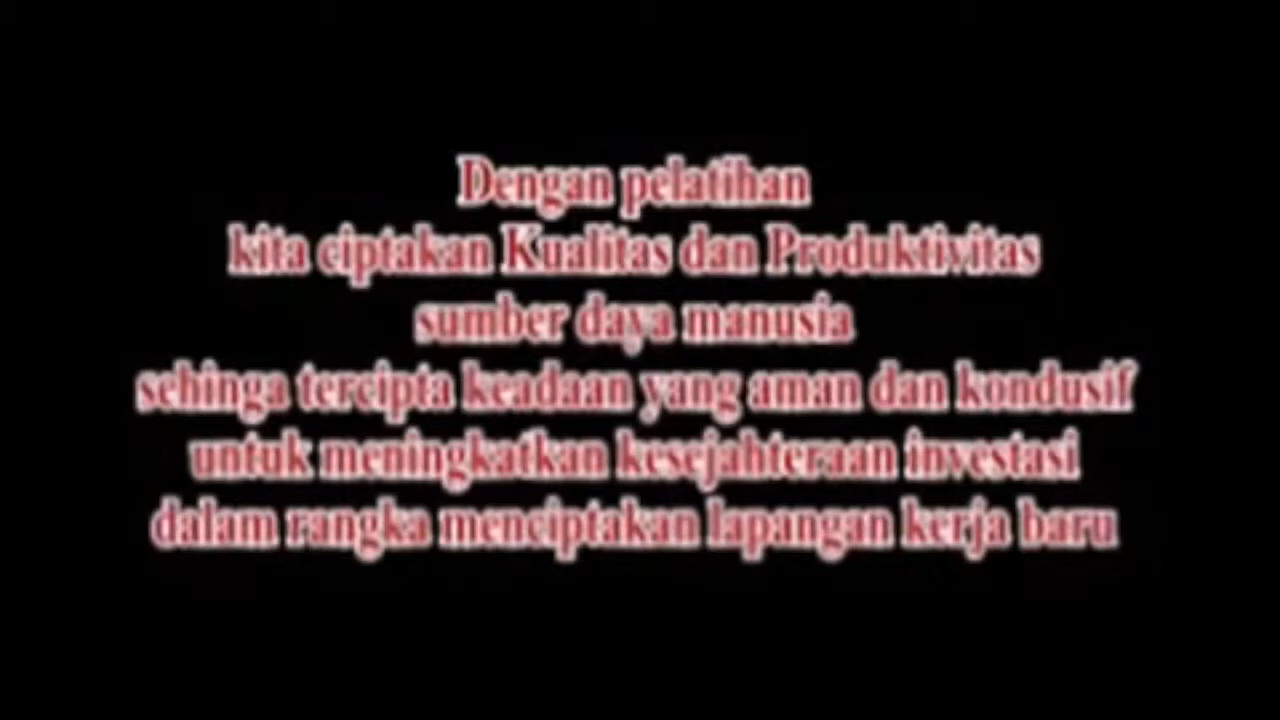 Dengan pelatihan
kita ciptakan Kualitas dan Produktivitas
sumber daya manusia
sehinga tercipta keadaan yang aman dan kondusif
untuk meningkatkan kesejahteraan investasi
dalam rangka menciptakan lapangan kerja baru